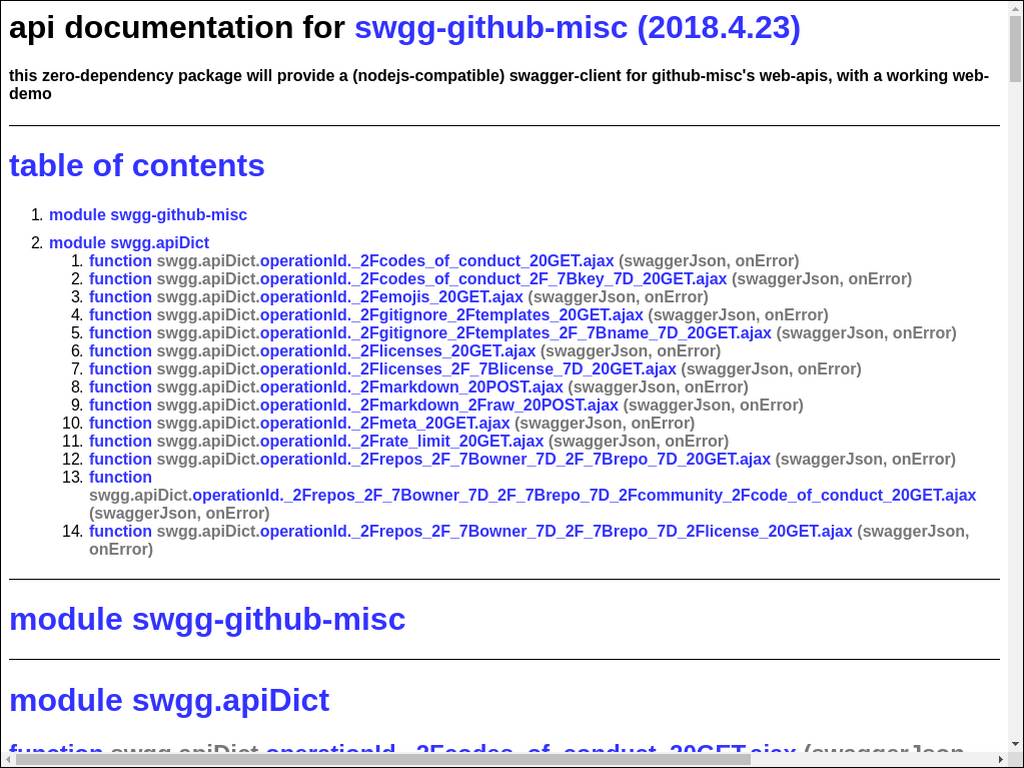 api documentation for swgg-github-misc (2018.4.23)
this zero-dependency package will provide a (nodejs-compatible) swagger-client for github-misc's web-apis, with a working web-
demo
table of contents
1. module swgg-github-misc
2. module swgg.apiDict
1. function swgg.apiDict.operationId._2Fcodes_of_conduct_20GET.ajax (swaggerJson, onError)
2. function swgg.apiDict.operationId._2Fcodes_of_conduct_2F_7Bkey_7D_20GET.ajax (swaggerJson, onError)
3. function swgg.apiDict.operationId._2Femojis_20GET.ajax (swaggerJson, onError)
4. function swgg.apiDict.operationId._2Fgitignore_2Ftemplates_20GET.ajax (swaggerJson, onError)
5. function swgg.apiDict.operationId._2Fgitignore_2Ftemplates_2F_7Bname_7D_20GET.ajax (swaggerJson, onError)
6. function swgg.apiDict.operationId._2Flicenses_20GET.ajax (swaggerJson, onError)
7. function swgg.apiDict.operationId._2Flicenses_2F_7Blicense_7D_20GET.ajax (swaggerJson, onError)
8. function swgg.apiDict.operationId._2Fmarkdown_20POST.ajax (swaggerJson, onError)
9. function swgg.apiDict.operationId._2Fmarkdown_2Fraw_20POST.ajax (swaggerJson, onError)
10. function swgg.apiDict.operationId._2Fmeta_20GET.ajax (swaggerJson, onError)
11. function swgg.apiDict.operationId._2Frate_limit_20GET.ajax (swaggerJson, onError)
12. function swgg.apiDict.operationId._2Frepos_2F_7Bowner_7D_2F_7Brepo_7D_20GET.ajax (swaggerJson, onError)
13. function
swgg.apiDict.operationId._2Frepos_2F_7Bowner_7D_2F_7Brepo_7D_2Fcommunity_2Fcode_of_conduct_20GET.ajax
(swaggerJson, onError)
14. function swgg.apiDict.operationId._2Frepos_2F_7Bowner_7D_2F_7Brepo_7D_2Flicense_20GET.ajax (swaggerJson,
onError)
module swgg-github-misc
module swgg.apiDict
function swgg.apiDict.operationId._2Fcodes_of_conduct_20GET.ajax (swaggerJson,